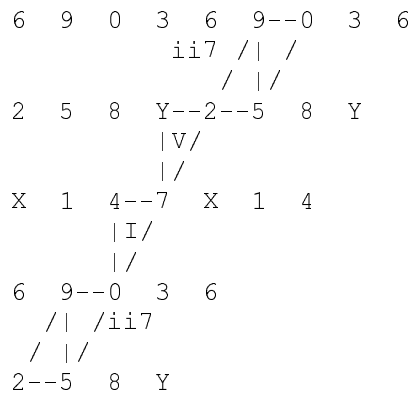 6  9  0  3  6  9--0  3  6
          ii7 /| /
             / |/
2  5  8  Y--2--5  8  Y
         |V/
         |/
X  1  4--7  X  1  4
      |I/
      |/
6  9--0  3  6
  /| /ii7
 / |/
2--5  8  Y